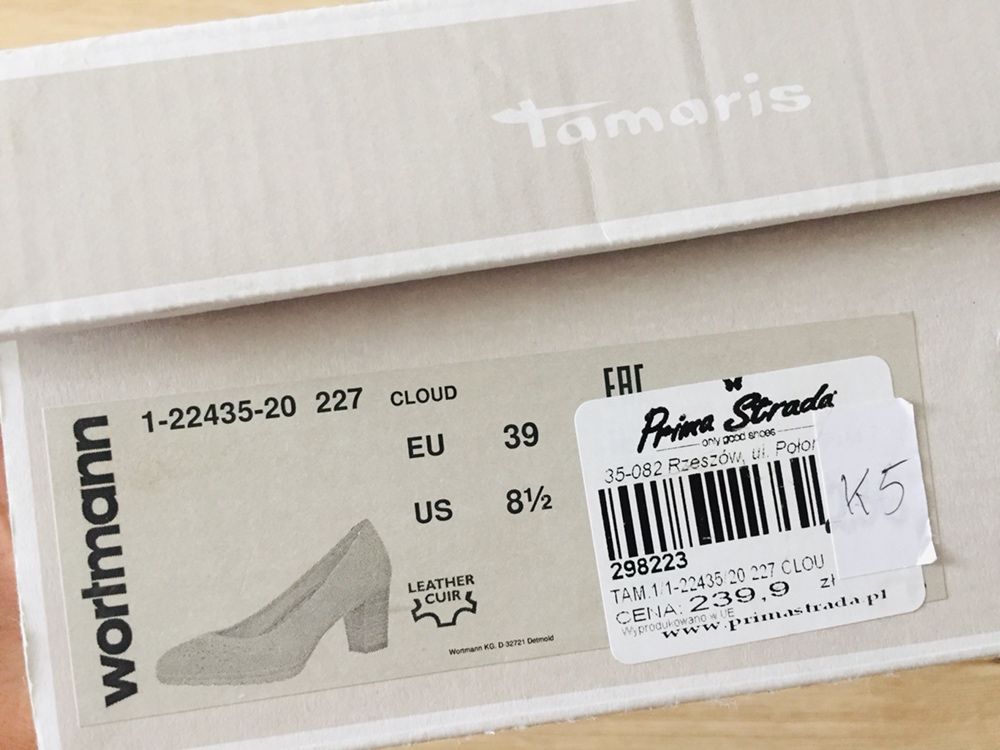 Tamaris
wortmann
1-22435-20 227 CLOUD
EU 39
US 8½
LEATHER
CUIR
Wortmann KG. D-32721 Detmold
EAC
Prima Strada
only good shoes
35-082 Rzeszów, ul.
K5
298223
TAM.1/1-22435/20 227 CLOU
CENA: 239,9 zł
Wyprodukowano w UE
www.primastrada.pl